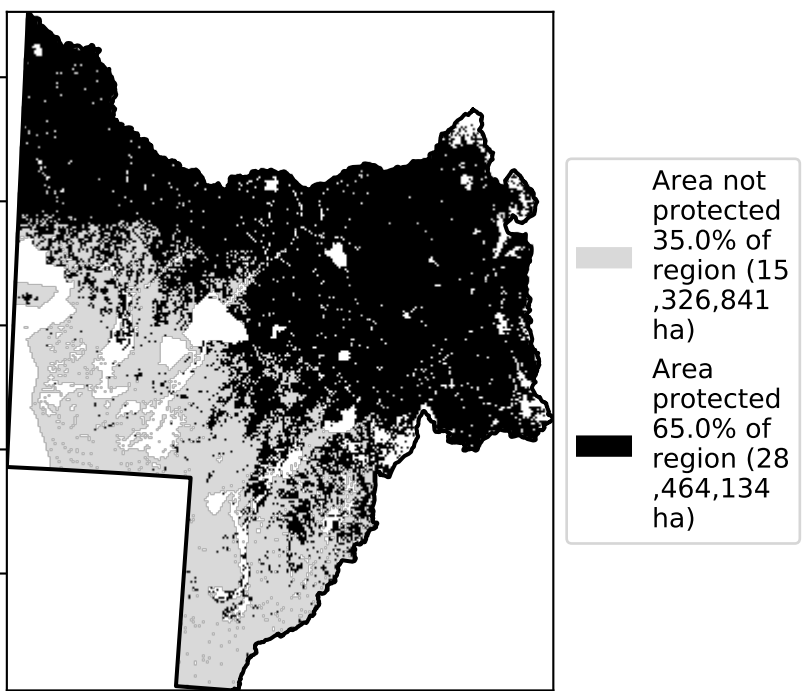 Area not
protected
35.0% of
region (15
,326,841
ha)
Area
protected
65.0% of
region (28
,464,134
ha)